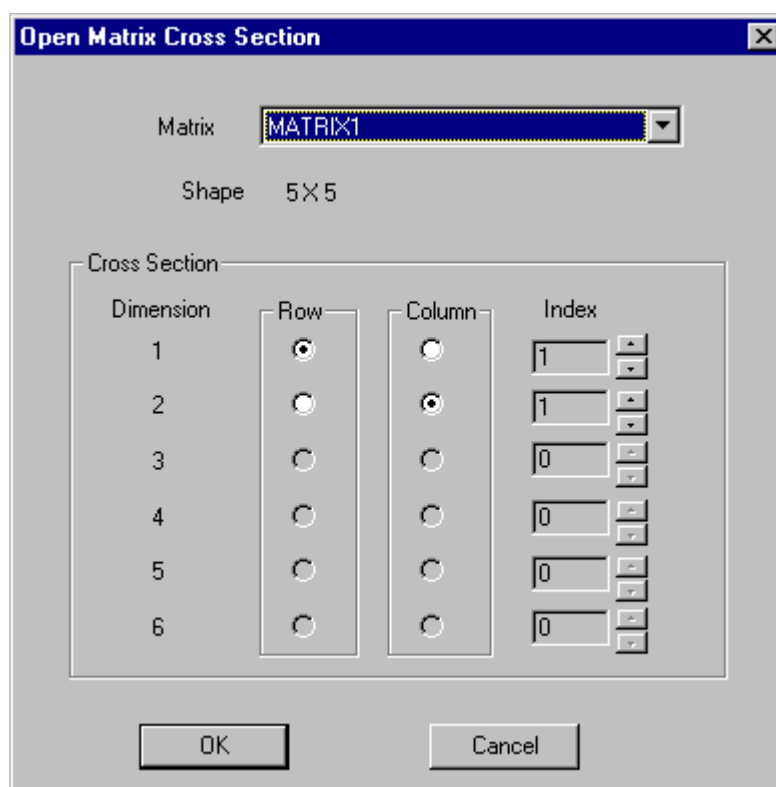 Open Matrix Cross Section
Matrix MATRIX1
Shape 5X5
Cross Section
Dimension Row Column Index
1 1
2 1
3 0
4 0
5 0
6 0
OK Cancel